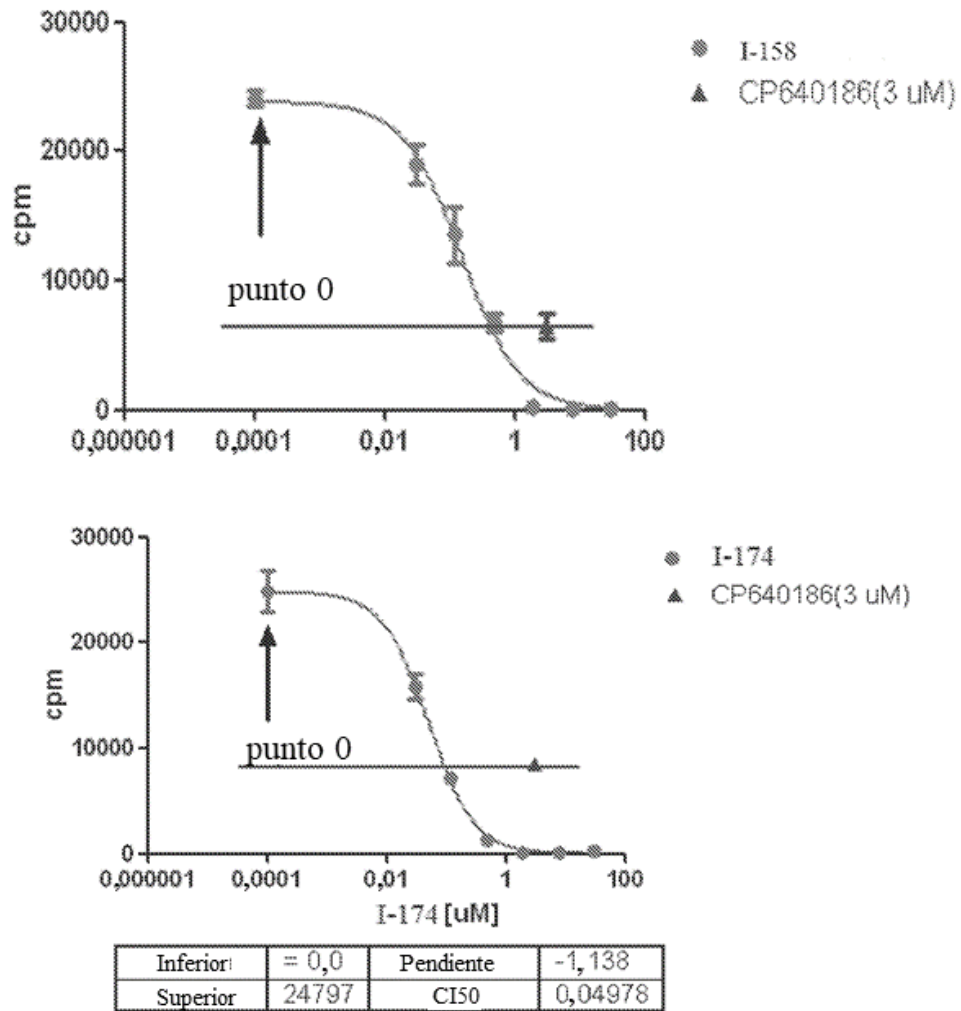 30000
20000
10000
0
cpm
punto 0
0,000001 0,0001 0,01 1 100
I-158
CP640186(3 uM)
30000
20000
10000
0
cpm
punto 0
0,000001 0,0001 0,01 1 100
I-174 [uM]
I-174
CP640186(3 uM)
Inferior = 0,0 Pendiente -1,138
Superior 24797 CI50 0,04978